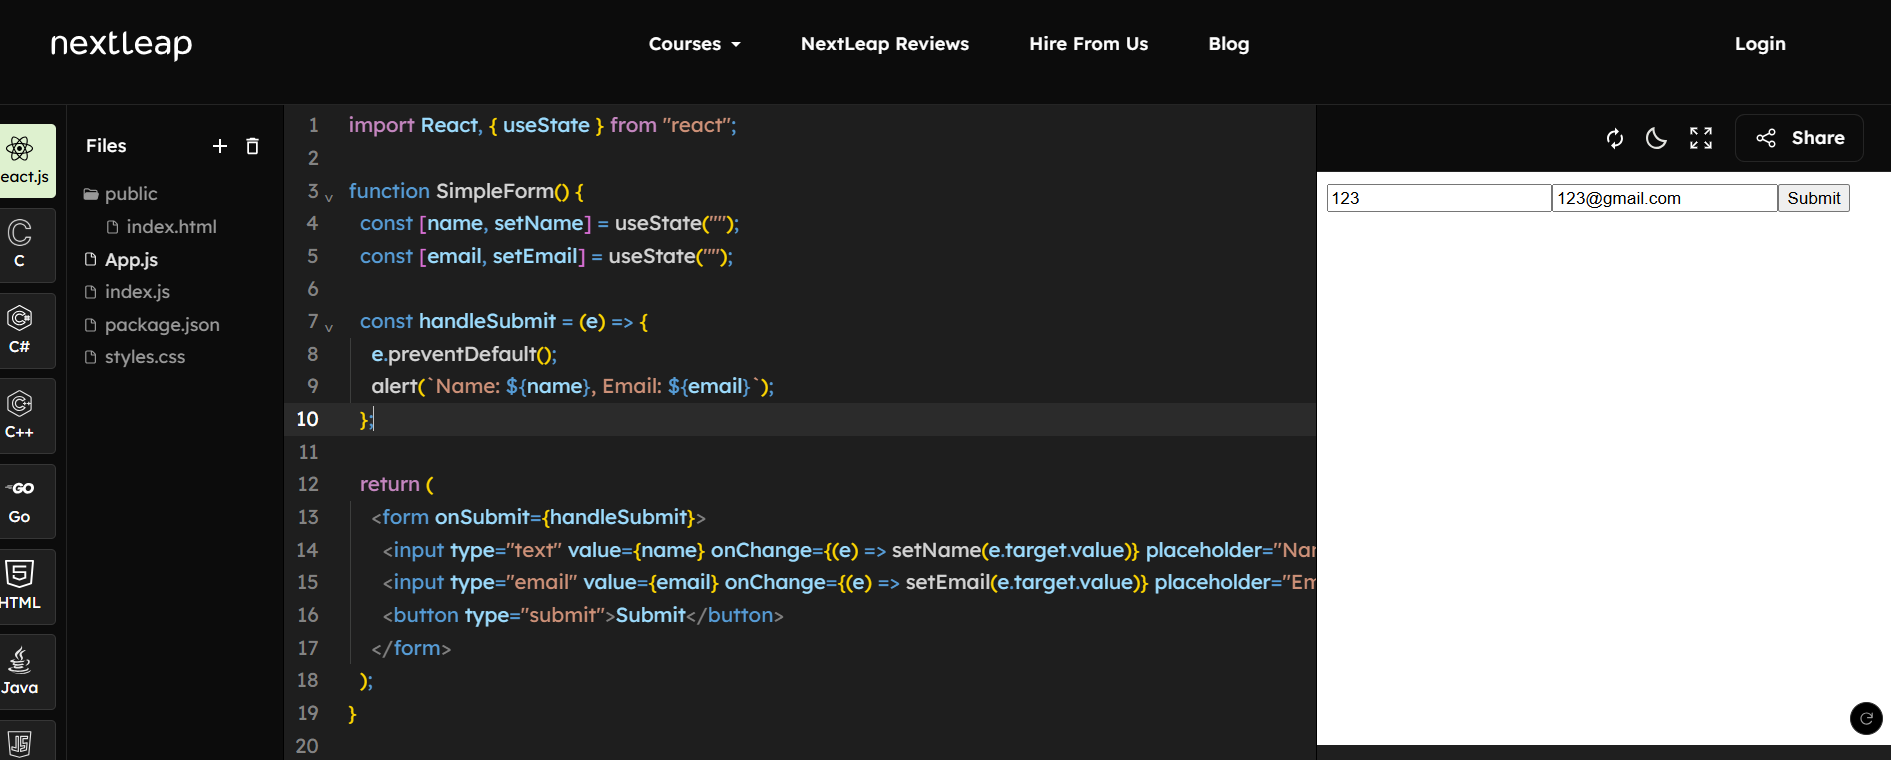 nextleap
Courses
NextLeap Reviews
Hire From Us
Blog
Login
eact.js
C
C#
C++
GO
Go
HTML
Java
JS
Files
public
index.html
App.js
index.js
package.json
styles.css
1 import React, { useState } from "react";
2
3 function SimpleForm() {
4 const [name, setName] = useState("");
5 const [email, setEmail] = useState("");
6
7 const handleSubmit = (e) => {
8 e.preventDefault();
9 alert(`Name: ${name}, Email: ${email}`);
10 };
11
12 return (
13 <form onSubmit={handleSubmit}>
14 <input type="text" value={name} onChange={(e) => setName(e.target.value)} placeholder="Nar
15 <input type="email" value={email} onChange={(e) => setEmail(e.target.value)} placeholder="Em
16 <button type="submit">Submit</button>
17 </form>
18 );
19 }
20
Share
123
123@gmail.com
Submit